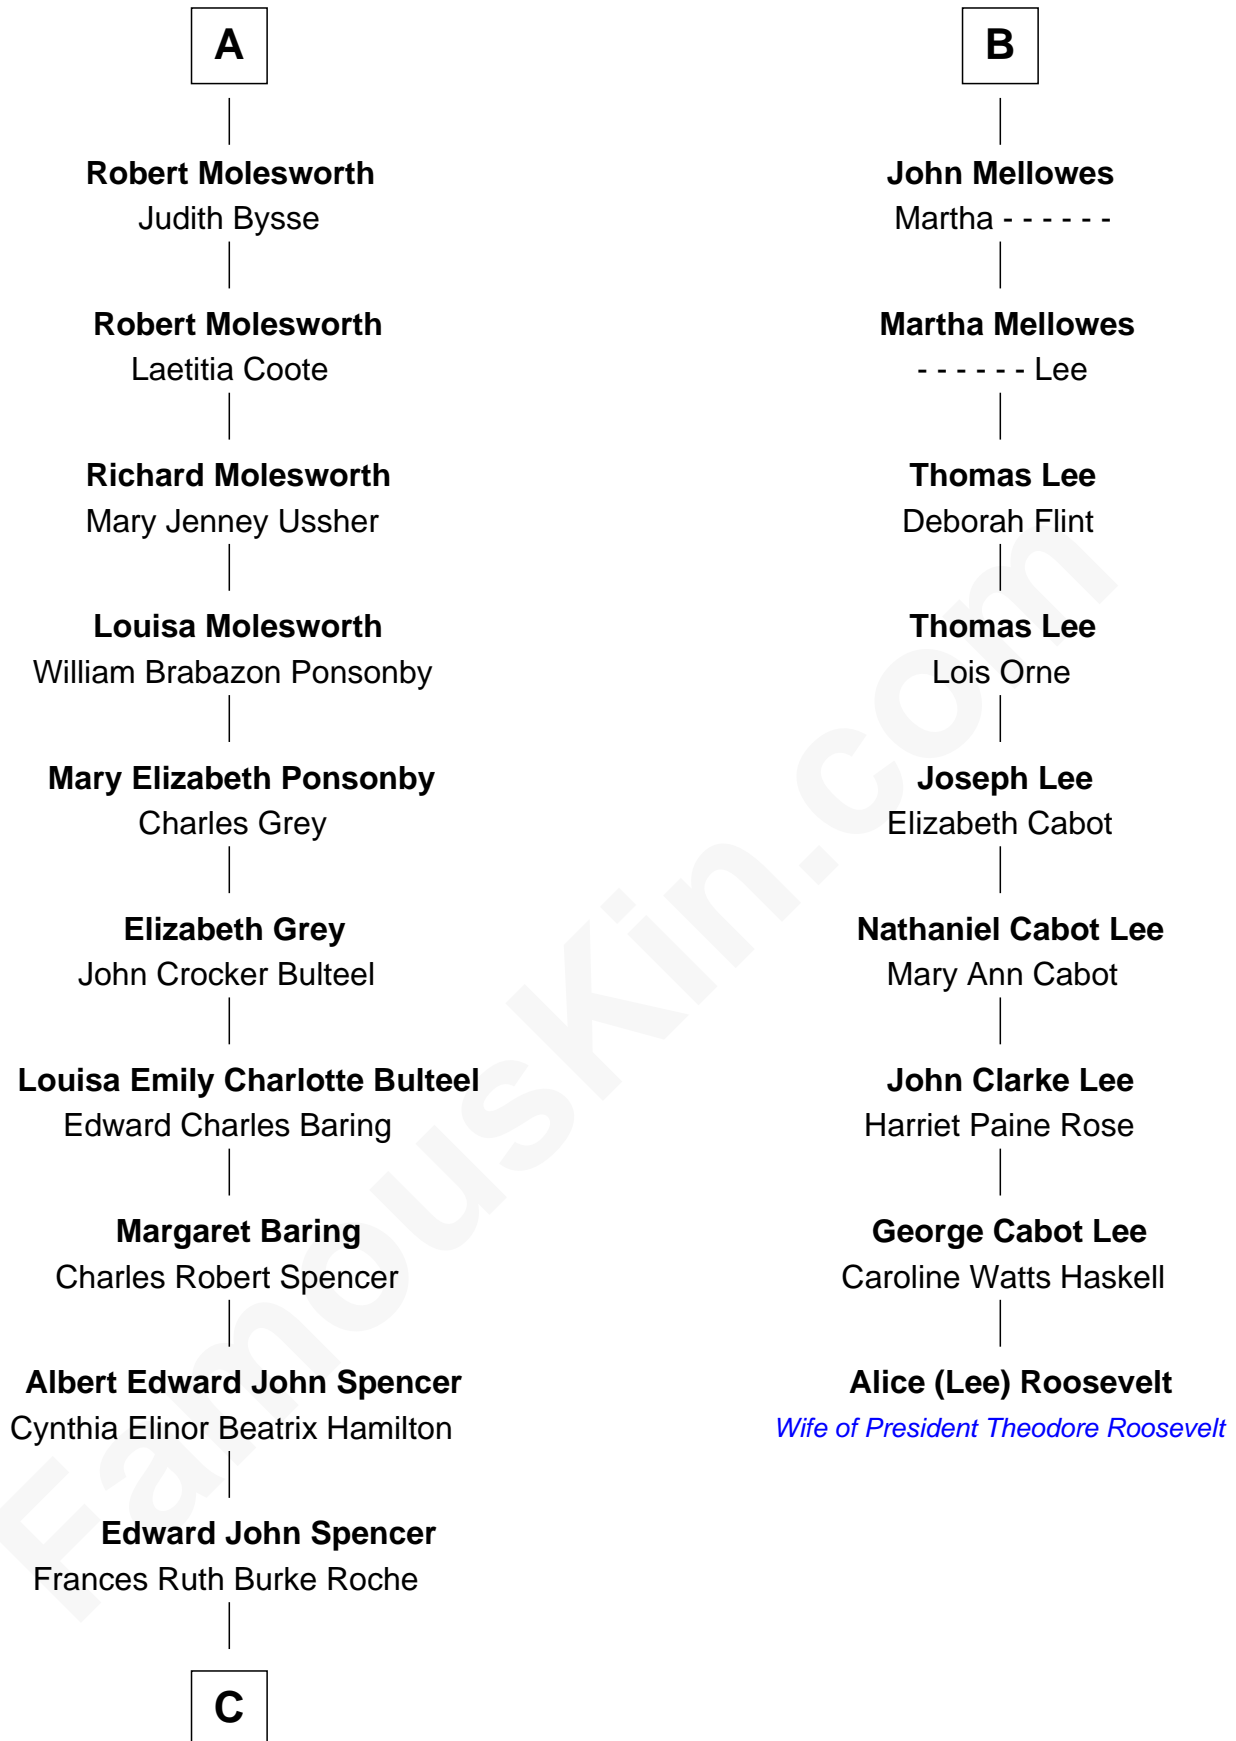 A
Robert Molesworth
Judith Bysse
Robert Molesworth
Laetitia Coote
Richard Molesworth
Mary Jenney Ussher
Louisa Molesworth
William Brabazon Ponsonby
Mary Elizabeth Ponsonby
Charles Grey
Elizabeth Grey
John Crocker Bulteel
Louisa Emily Charlotte Bulteel
Edward Charles Baring
Margaret Baring
Charles Robert Spencer
Albert Edward John Spencer
Cynthia Elinor Beatrix Hamilton
Edward John Spencer
Frances Ruth Burke Roche
C
B
John Mellowes
Martha - - - - - -
Martha Mellowes
- - - - - - Lee
Thomas Lee
Deborah Flint
Thomas Lee
Lois Orne
Joseph Lee
Elizabeth Cabot
Nathaniel Cabot Lee
Mary Ann Cabot
John Clarke Lee
Harriet Paine Rose
George Cabot Lee
Caroline Watts Haskell
Alice (Lee) Roosevelt
Wife of President Theodore Roosevelt
FamousKin.com